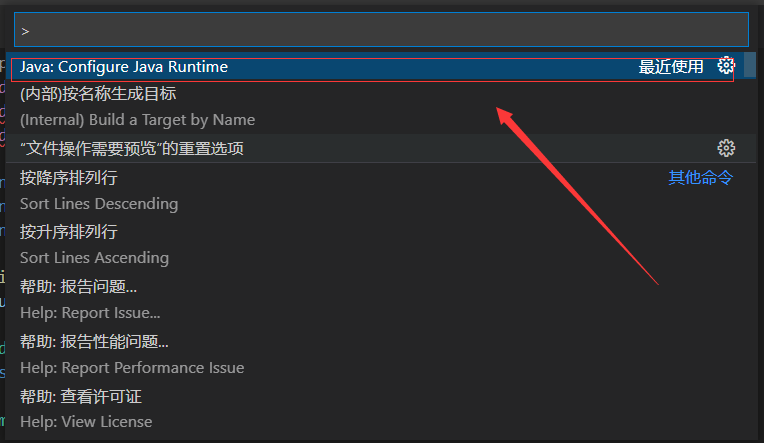 >
Java: Configure Java Runtime 最近使用
(内部)按名称生成目标
(Internal) Build a Target by Name
“文件操作需要预览”的重置选项
按降序排列行 其他命令
Sort Lines Descending
按升序排列行
Sort Lines Ascending
帮助: 报告问题...
Help: Report Issue...
帮助: 报告性能问题...
Help: Report Performance Issue
帮助: 查看许可证
Help: View License